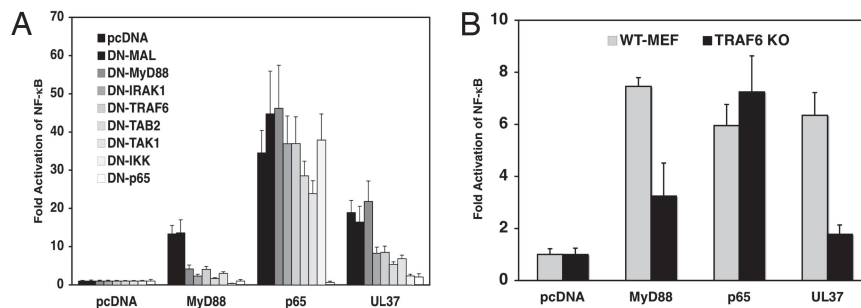 A
Fold Activation of NF-κB
70
60
50
40
30
20
10
0
pcDNA
DN-MAL
DN-MyD88
DN-IRAK1
DN-TRAF6
DN-TAB2
DN-TAK1
DN-IKK
DN-p65
pcDNA MyD88 p65 UL37
B
Fold Activation of NF-κB
10
8
6
4
2
0
WT-MEF TRAF6 KO
pcDNA MyD88 p65 UL37